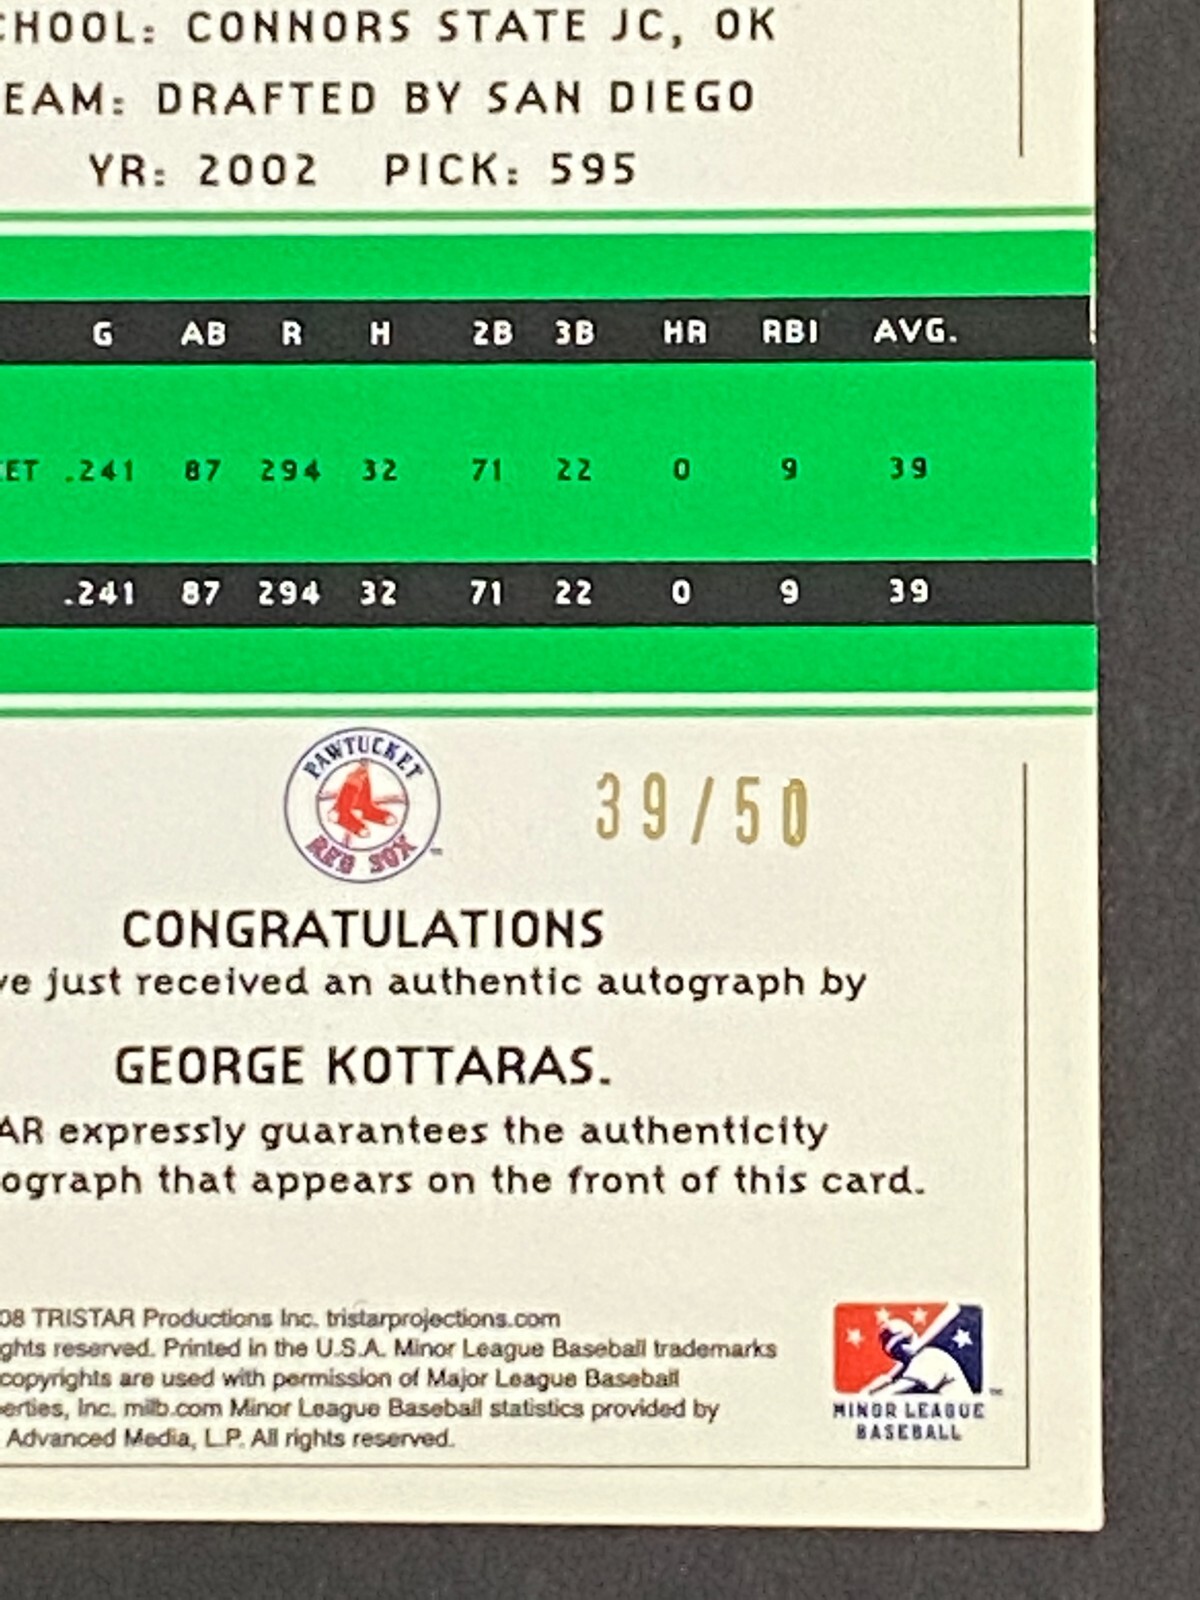 CHOOL: CONNORS STATE JC, OK
EAM: DRAFTED BY SAN DIEGO
YR: 2002 PICK: 595
G AB R H 2B 3B HR RBI AVG.
ET .241 87 294 32 71 22 0 9 39
.241 87 294 32 71 22 0 9 39
PAWTUCKET
RED SOX
39/50
CONGRATULATIONS
ve just received an authentic autograph by
GEORGE KOTTARAS.
AR expressly guarantees the authenticity
ograph that appears on the front of this card.
08 TRISTAR Productions Inc. tristarprojections.com
ghts reserved. Printed in the U.S.A. Minor League Baseball trademarks
copyrights are used with permission of Major League Baseball
erties, Inc. milb.com Minor League Baseball statistics provided by
Advanced Media, L.P. All rights reserved.
MINOR LEAGUE
BASEBALL